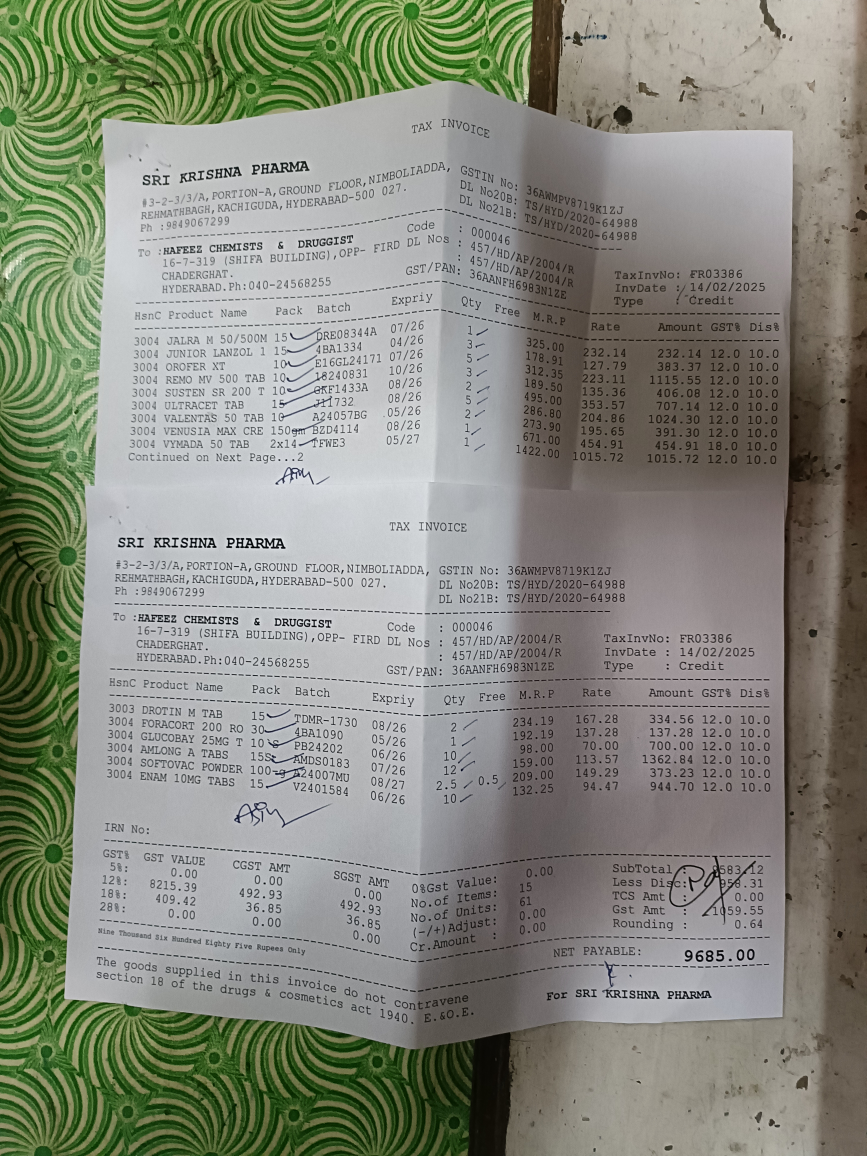 TAX INVOICE
SRI KRISHNA PHARMA
#3-2-3/3/A,PORTION-A,GROUND FLOOR,NIMBOLIADDA, GSTIN No: 36AWMPV8719K1ZJ
REHMATHBAGH,KACHIGUDA,HYDERABAD-500 027. DL No20B: TS/HYD/2020-64988
Ph :9849067299 DL No21B: TS/HYD/2020-64988
To :HAFEEZ CHEMISTS & DRUGGIST Code : 000046
16-7-319 (SHIFA BUILDING),OPP- FIRD DL Nos : 457/HD/AP/2004/R TaxInvNo: FR03386
CHADERGHAT. : 457/HD/AP/2004/R InvDate : 14/02/2025
HYDERABAD.Ph:040-24568255 GST/PAN: 36AANFH6983N1ZE Type : Credit
HsnC Product Name Pack Batch Expriy Qty Free M.R.P Rate Amount GST% Dis%
3004 JALRA M 50/500M 15 DRE08344A 07/26 1 325.00 232.14 232.14 12.0 10.0
3004 JUNIOR LANZOL 1 15 4BA1334 04/26 3 178.91 127.79 383.37 12.0 10.0
3004 OROFER XT 10 E16GL24171 07/26 5 312.35 223.11 1115.55 12.0 10.0
3004 REMO MV 500 TAB 10 18240831 10/26 3 189.50 135.36 406.08 12.0 10.0
3004 SUSTEN SR 200 T 10 GKF1433A 08/26 2 495.00 353.57 707.14 12.0 10.0
3004 ULTRACET TAB 15 J11732 08/26 5 286.80 204.86 1024.30 12.0 10.0
3004 VALENTAS 50 TAB 10 A24057BG 05/26 2 273.90 195.65 391.30 12.0 10.0
3004 VENUSIA MAX CRE 150gm BZD4114 08/26 1 671.00 454.91 454.91 18.0 10.0
3004 VYMADA 50 TAB 2x14 TFWE3 05/27 1 1422.00 1015.72 1015.72 12.0 10.0
Continued on Next Page...2
TAX INVOICE
SRI KRISHNA PHARMA
#3-2-3/3/A,PORTION-A,GROUND FLOOR,NIMBOLIADDA, GSTIN No: 36AWMPV8719K1ZJ
REHMATHBAGH,KACHIGUDA,HYDERABAD-500 027. DL No20B: TS/HYD/2020-64988
Ph :9849067299 DL No21B: TS/HYD/2020-64988
To :HAFEEZ CHEMISTS & DRUGGIST Code : 000046
16-7-319 (SHIFA BUILDING),OPP- FIRD DL Nos : 457/HD/AP/2004/R TaxInvNo: FR03386
CHADERGHAT. : 457/HD/AP/2004/R InvDate : 14/02/2025
HYDERABAD.Ph:040-24568255 GST/PAN: 36AANFH6983N1ZE Type : Credit
HsnC Product Name Pack Batch Expriy Qty Free M.R.P Rate Amount GST% Dis%
3003 DROTIN M TAB 15 TDMR-1730 08/26 2 234.19 167.28 334.56 12.0 10.0
3004 FORACORT 200 RO 30 4BA1090 05/26 1 192.19 137.28 137.28 12.0 10.0
3004 GLUCOBAY 25MG T 10 S PB24202 06/26 10 98.00 70.00 700.00 12.0 10.0
3004 AMLONG A TABS 15S AMDS0183 07/26 12 159.00 113.57 1362.84 12.0 10.0
3004 SOFTOVAC POWDER 100-g A24007MU 08/27 2.5 0.5 209.00 149.29 373.23 12.0 10.0
3004 ENAM 10MG TABS 15 V2401584 06/26 10 132.25 94.47 944.70 12.0 10.0
IRN No:
GST% GST VALUE CGST AMT SGST AMT 0%Gst Value: 0.00 SubTotal : 9583.12
5%: 0.00 0.00 0.00 No.of Items: 15 Less Disc: 958.31
12%: 8215.39 492.93 492.93 No.of Units: 61 TCS Amt : 0.00
18%: 409.42 36.85 36.85 (-/+)Adjust: 0.00 Gst Amt : 1059.55
28%: 0.00 0.00 0.00 Cr.Amount : 0.00 Rounding : 0.64
Nine Thousand Six Hundred Eighty Five Rupees Only NET PAYABLE: 9685.00
The goods supplied in this invoice do not contravene
section 18 of the drugs & cosmetics act 1940. E.&O.E. For SRI KRISHNA PHARMA